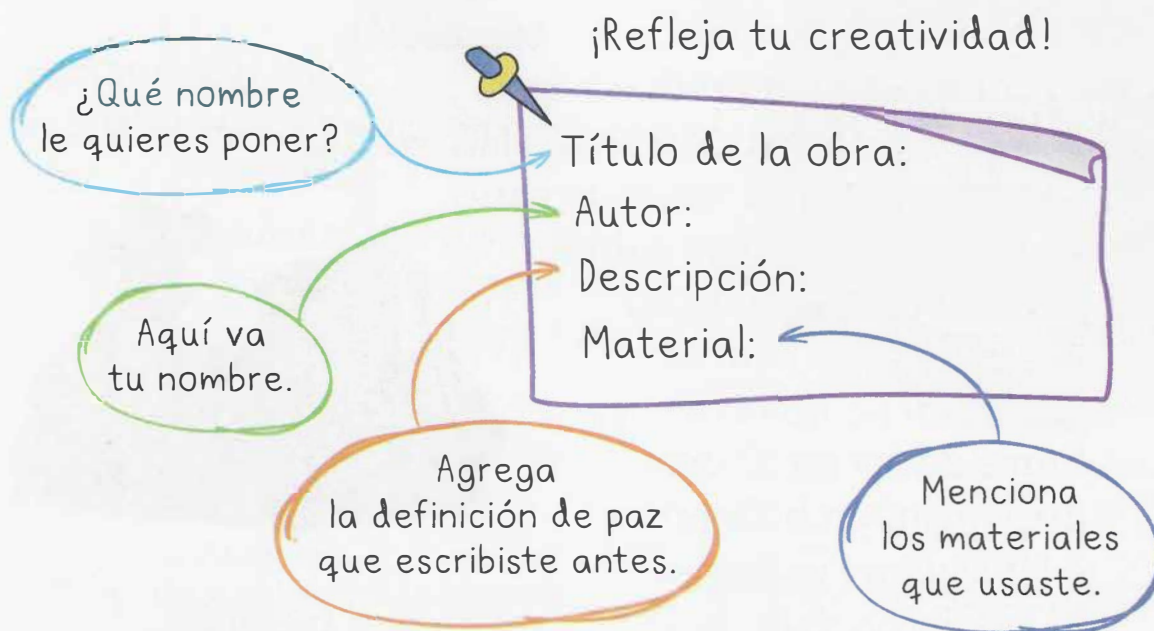 ¡Refleja tu creatividad!
¿Qué nombre
le quieres poner?
Título de la obra:
Autor:
Descripción:
Material:
Aquí va
tu nombre.
Agrega
la definición de paz
que escribiste antes.
Menciona
los materiales
que usaste.